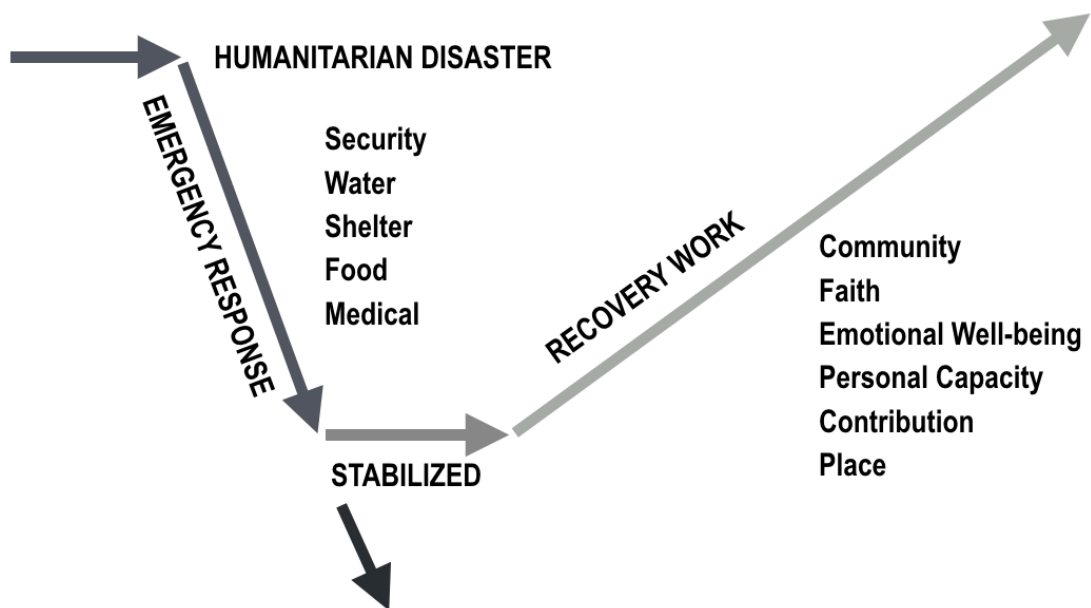 HUMANITARIAN DISASTER
EMERGENCY RESPONSE
Security
Water
Shelter
Food
Medical
STABILIZED
RECOVERY WORK
Community
Faith
Emotional Well-being
Personal Capacity
Contribution
Place